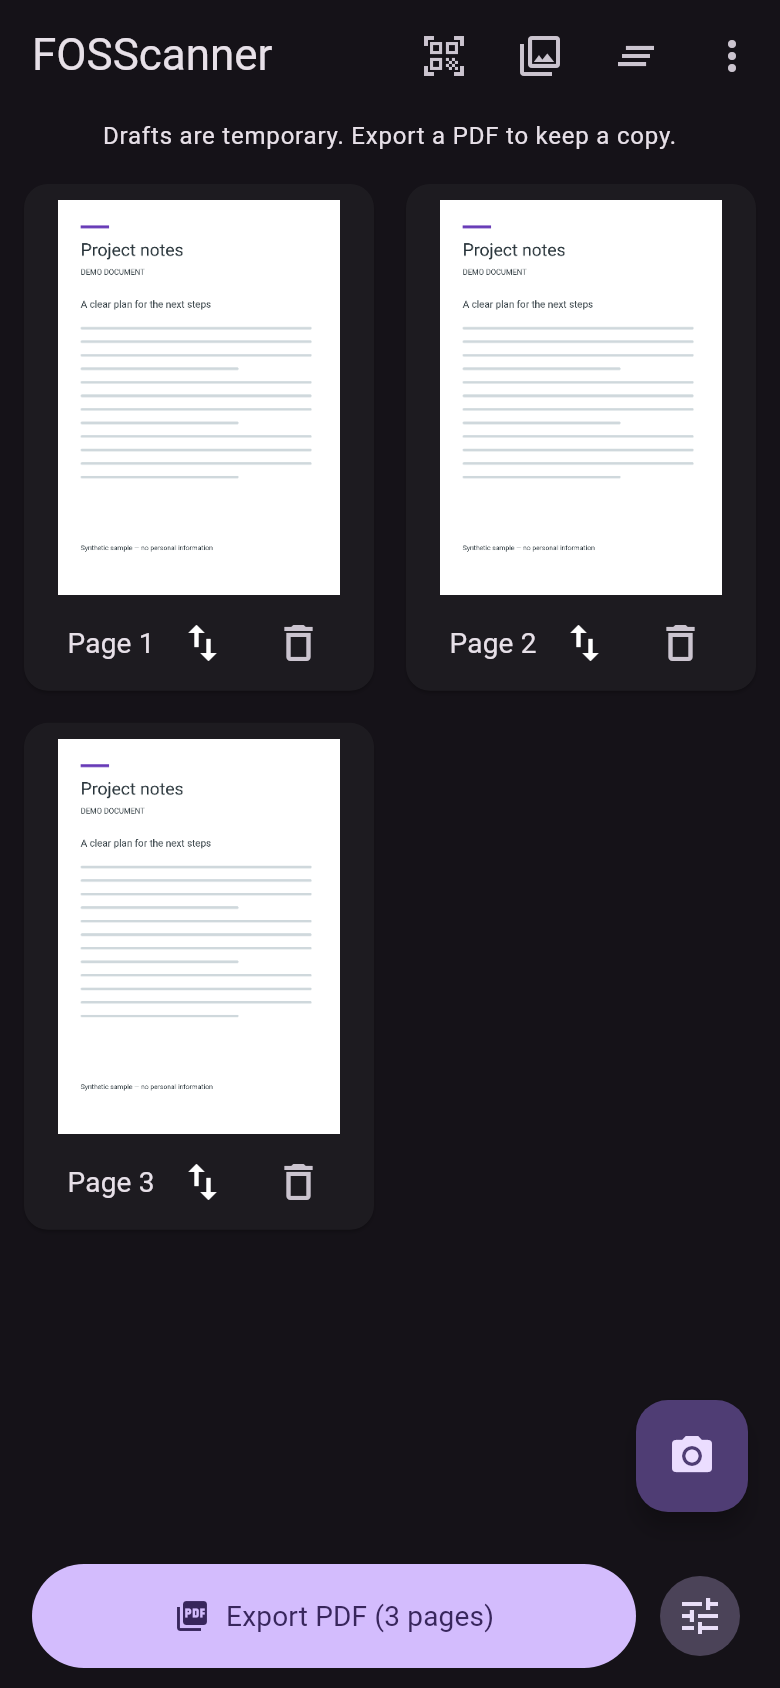 FOSScanner
Drafts are temporary. Export a PDF to keep a copy.
Project notes
DEMO DOCUMENT
A clear plan for the next steps
Synthetic sample — no personal information
Page 1
Project notes
DEMO DOCUMENT
A clear plan for the next steps
Synthetic sample — no personal information
Page 2
Project notes
DEMO DOCUMENT
A clear plan for the next steps
Synthetic sample — no personal information
Page 3
PDF Export PDF (3 pages)